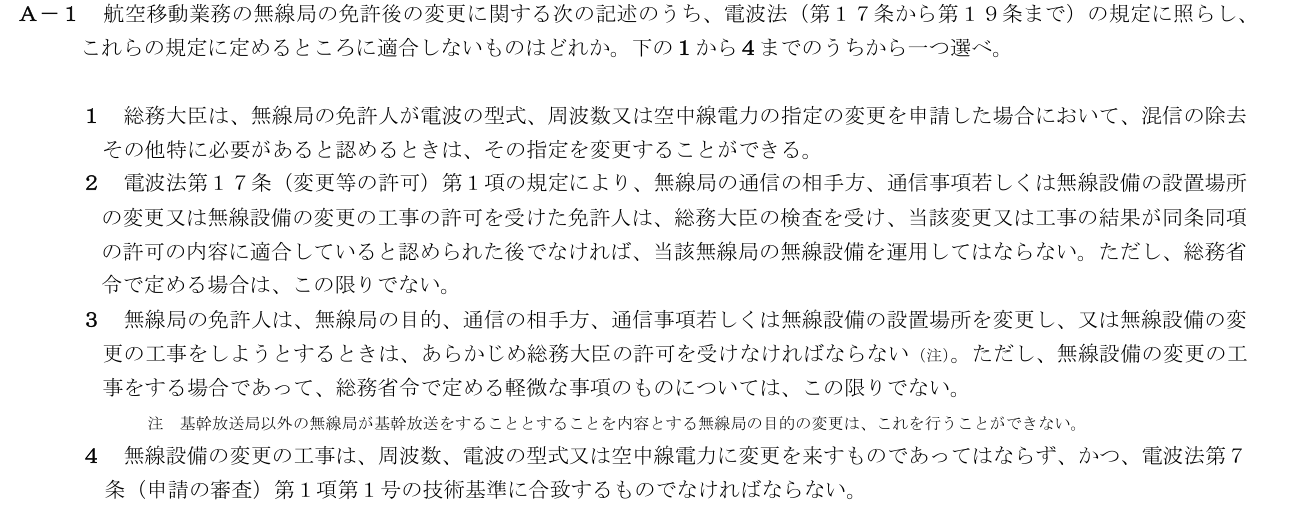 A－1　航空移動業務の無線局の免許後の変更に関する次の記述のうち、電波法（第１７条から第１９条まで）の規定に照らし、
これらの規定に定めるところに適合しないものはどれか。下の1から4までのうちから一つ選べ。
1　総務大臣は、無線局の免許人が電波の型式、周波数又は空中線電力の指定の変更を申請した場合において、混信の除去
その他特に必要があると認めるときは、その指定を変更することができる。
2　電波法第１７条（変更等の許可）第１項の規定により、無線局の通信の相手方、通信事項若しくは無線設備の設置場所
の変更又は無線設備の変更の工事の許可を受けた免許人は、総務大臣の検査を受け、当該変更又は工事の結果が同条同項
の許可の内容に適合していると認められた後でなければ、当該無線局の無線設備を運用してはならない。ただし、総務省
令で定める場合は、この限りでない。
3　無線局の免許人は、無線局の目的、通信の相手方、通信事項若しくは無線設備の設置場所を変更し、又は無線設備の変
更の工事をしようとするときは、あらかじめ総務大臣の許可を受けなければならない（注）。ただし、無線設備の変更の工
事をする場合であって、総務省令で定める軽微な事項のものについては、この限りでない。
注　基幹放送局以外の無線局が基幹放送をすることとすることを内容とする無線局の目的の変更は、これを行うことができない。
4　無線設備の変更の工事は、周波数、電波の型式又は空中線電力に変更を来すものであってはならず、かつ、電波法第７
条（申請の審査）第１項第１号の技術基準に合致するものでなければならない。